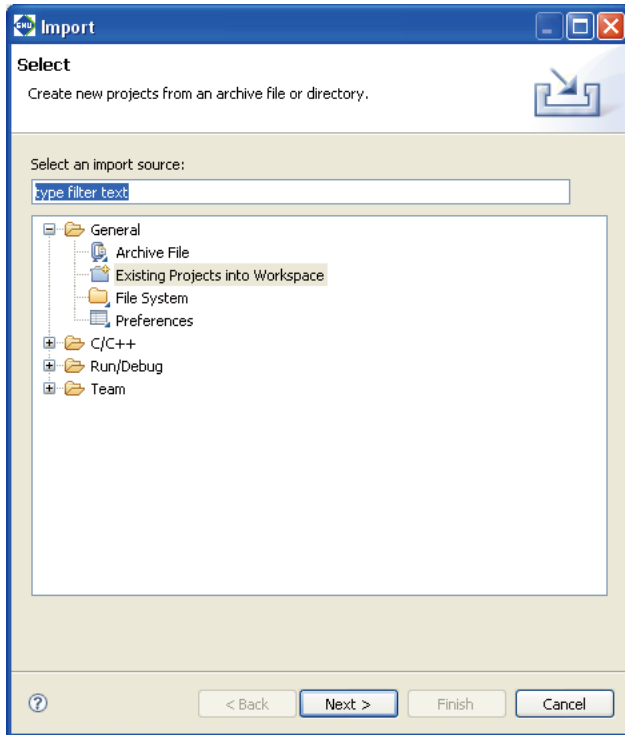 GNU Import
Select
Create new projects from an archive file or directory.
Select an import source:
type filter text
General
Archive File
Existing Projects into Workspace
File System
Preferences
C/C++
Run/Debug
Team
? < Back Next > Finish Cancel